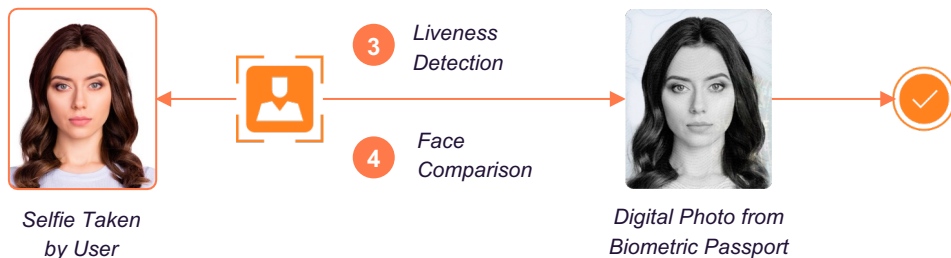 3
Liveness
Detection
4
Face
Comparison
Selfie Taken
by User
Digital Photo from
Biometric Passport